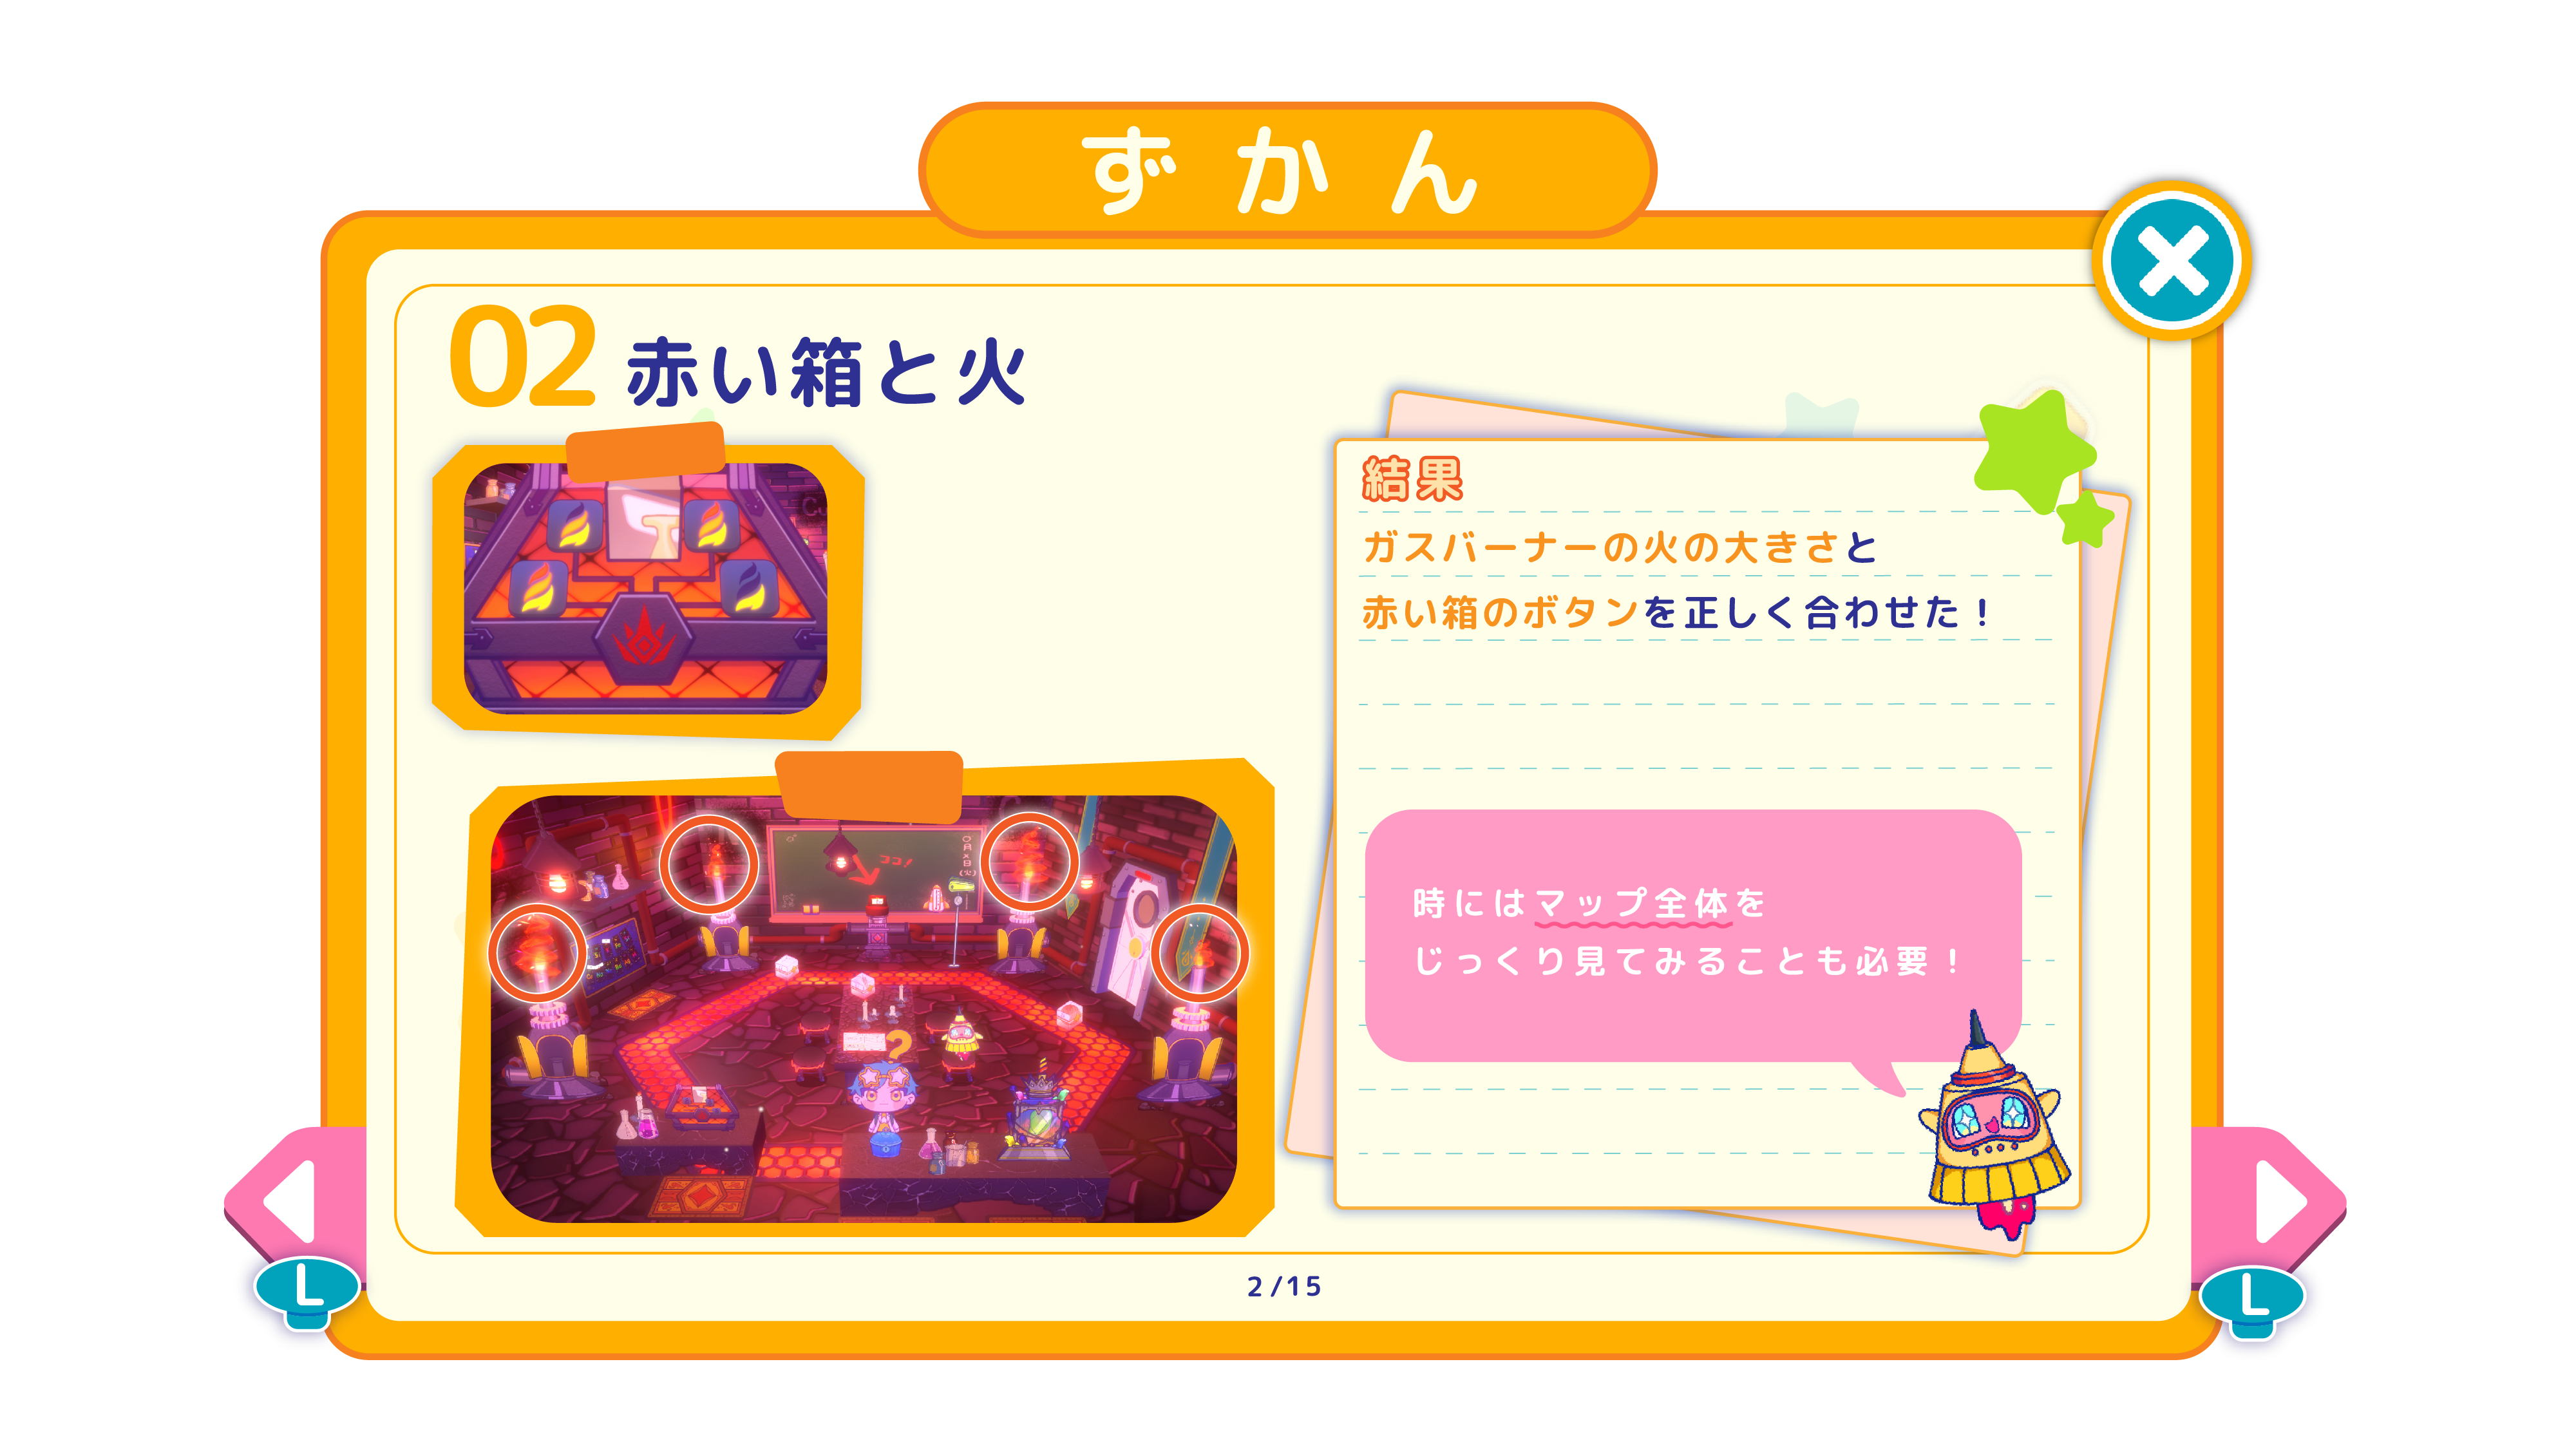 ずかん
02 赤い箱と火
結果
ガスバーナーの火の大きさと
赤い箱のボタンを正しく合わせた!
ココ!
時にはマップ全体を
じっくり見てみることも必要!
L
L
2/15